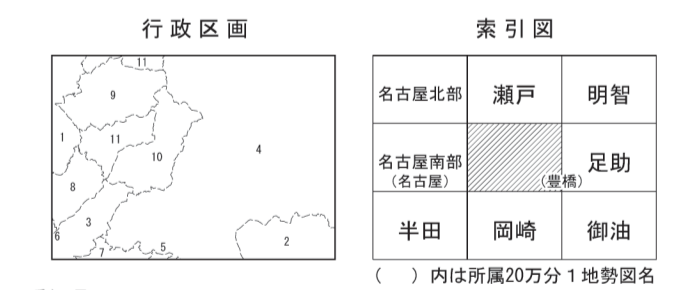 行政区画
11
9
1
11
10
4
8
3
6
7
5
2
索引図
名古屋北部 瀬戸 明智
名古屋南部 足助
(名古屋) (豊橋)
半田 岡崎 御油
( )内は所属20万分1地勢図名